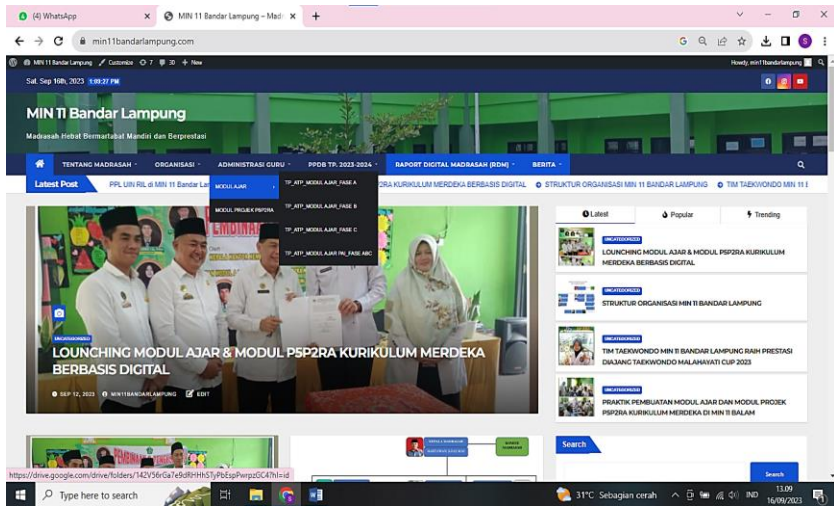 (4) WhatsApp
MIN 11 Bandar Lampung – Madr
min11bandarlampung.com
MIN 11 Bandar Lampung Customize 7 30 + New
Howdy, min11bandarlampung
Sat. Sep 16th, 2023 1:09:27 PM
MIN 11 Bandar Lampung
Madrasah Hebat Bermartabat Mandiri dan Berprestasi
TENTANG MADRASAH ORGANISASI ADMINISTRASI GURU PPDB TP. 2023-2024 RAPORT DIGITAL MADRASAH (RDM) BERITA
Latest Post PPL UIN RIL di MIN 11 Bandar Lam
2RA KURIKULUM MERDEKA BERBASIS DIGITAL STRUKTUR ORGANISASI MIN 11 BANDAR LAMPUNG TIM TAEKWONDO MIN 11 B
MODUL AJAR
MODUL PROJEK P5P2RA
TP_ATP_MODUL AJAR_FASE A
TP_ATP_MODUL AJAR_FASE B
TP_ATP_MODUL AJAR_FASE C
TP_ATP_MODUL AJAR PAI_FASE ABC
UNCATEGORIZED
LOUNCHING MODUL AJAR & MODUL P5P2RA KURIKULUM MERDEKA
BERBASIS DIGITAL
SEP 12, 2023 MIN11BANDARLAMPUNG EDIT
Latest Popular Trending
UNCATEGORIZED
LOUNCHING MODUL AJAR & MODUL P5P2RA KURIKULUM
MERDEKA BERBASIS DIGITAL
UNCATEGORIZED
STRUKTUR ORGANISASI MIN 11 BANDAR LAMPUNG
UNCATEGORIZED
TIM TAEKWONDO MIN 11 BANDAR LAMPUNG RAIH PRESTASI
DIAJANG TAEKWONDO MALAHAYATI CUP 2023
UNCATEGORIZED
PRAKTIK PEMBUATAN MODUL AJAR DAN MODUL PROJEK
P5P2RA KURIKULUM MERDEKA DI MIN 11 BALAM
Search
Search
Type here to search
31°C Sebagian cerah
IND
13.09
16/09/2023